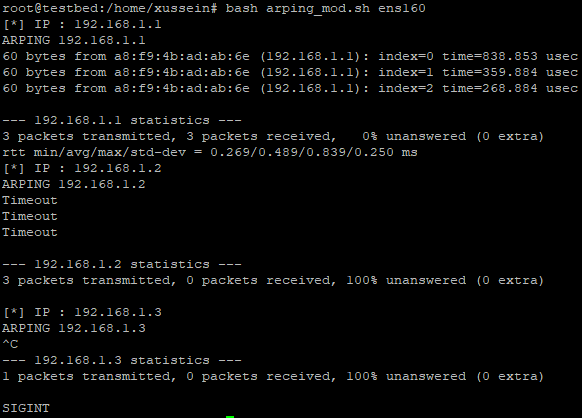 root@testbed:/home/xussein# bash arping_mod.sh ens160
[*] IP : 192.168.1.1
ARPING 192.168.1.1
60 bytes from a8:f9:4b:ad:ab:6e (192.168.1.1): index=0 time=838.853 usec
60 bytes from a8:f9:4b:ad:ab:6e (192.168.1.1): index=1 time=359.884 usec
60 bytes from a8:f9:4b:ad:ab:6e (192.168.1.1): index=2 time=268.884 usec
--- 192.168.1.1 statistics ---
3 packets transmitted, 3 packets received,   0% unanswered (0 extra)
rtt min/avg/max/std-dev = 0.269/0.489/0.839/0.250 ms
[*] IP : 192.168.1.2
ARPING 192.168.1.2
Timeout
Timeout
Timeout
--- 192.168.1.2 statistics ---
3 packets transmitted, 0 packets received, 100% unanswered (0 extra)
[*] IP : 192.168.1.3
ARPING 192.168.1.3
^C
--- 192.168.1.3 statistics ---
1 packets transmitted, 0 packets received, 100% unanswered (0 extra)
SIGINT